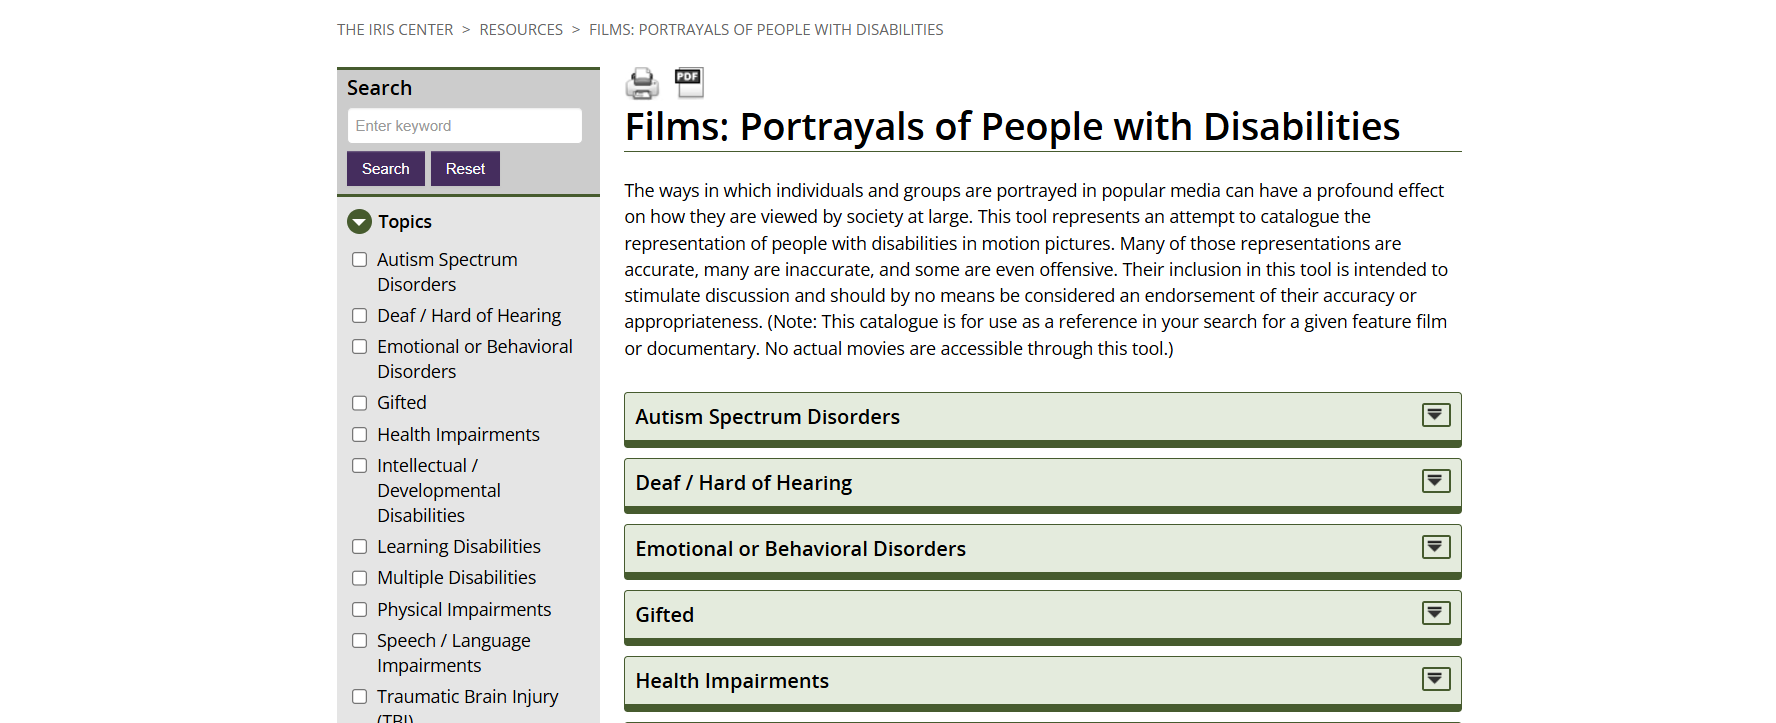 THE IRIS CENTER > RESOURCES > FILMS: PORTRAYALS OF PEOPLE WITH DISABILITIES
Search
Enter keyword
Search Reset
Topics
Autism Spectrum
Disorders
Deaf / Hard of Hearing
Emotional or Behavioral
Disorders
Gifted
Health Impairments
Intellectual /
Developmental
Disabilities
Learning Disabilities
Multiple Disabilities
Physical Impairments
Speech / Language
Impairments
Traumatic Brain Injury
(TBI)
PDF
Films: Portrayals of People with Disabilities
The ways in which individuals and groups are portrayed in popular media can have a profound effect
on how they are viewed by society at large. This tool represents an attempt to catalogue the
representation of people with disabilities in motion pictures. Many of those representations are
accurate, many are inaccurate, and some are even offensive. Their inclusion in this tool is intended to
stimulate discussion and should by no means be considered an endorsement of their accuracy or
appropriateness. (Note: This catalogue is for use as a reference in your search for a given feature film
or documentary. No actual movies are accessible through this tool.)
Autism Spectrum Disorders
Deaf / Hard of Hearing
Emotional or Behavioral Disorders
Gifted
Health Impairments